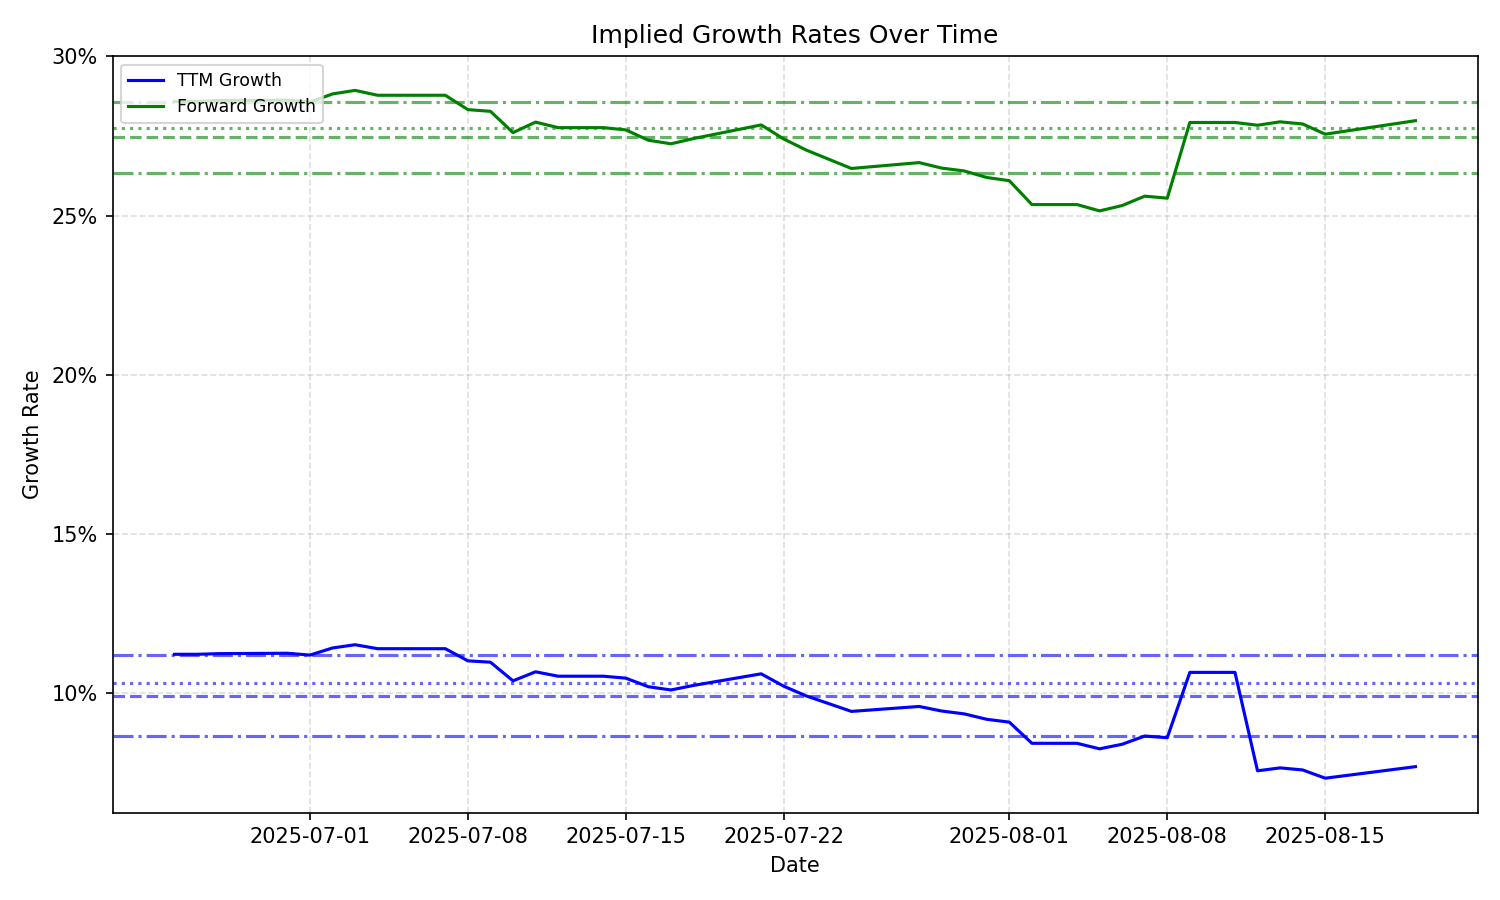 Implied Growth Rates Over Time
TTM Growth
Forward Growth
30%
25%
20%
15%
10%
Growth Rate
2025-07-01
2025-07-08
2025-07-15
2025-07-22
2025-08-01
2025-08-08
2025-08-15
Date